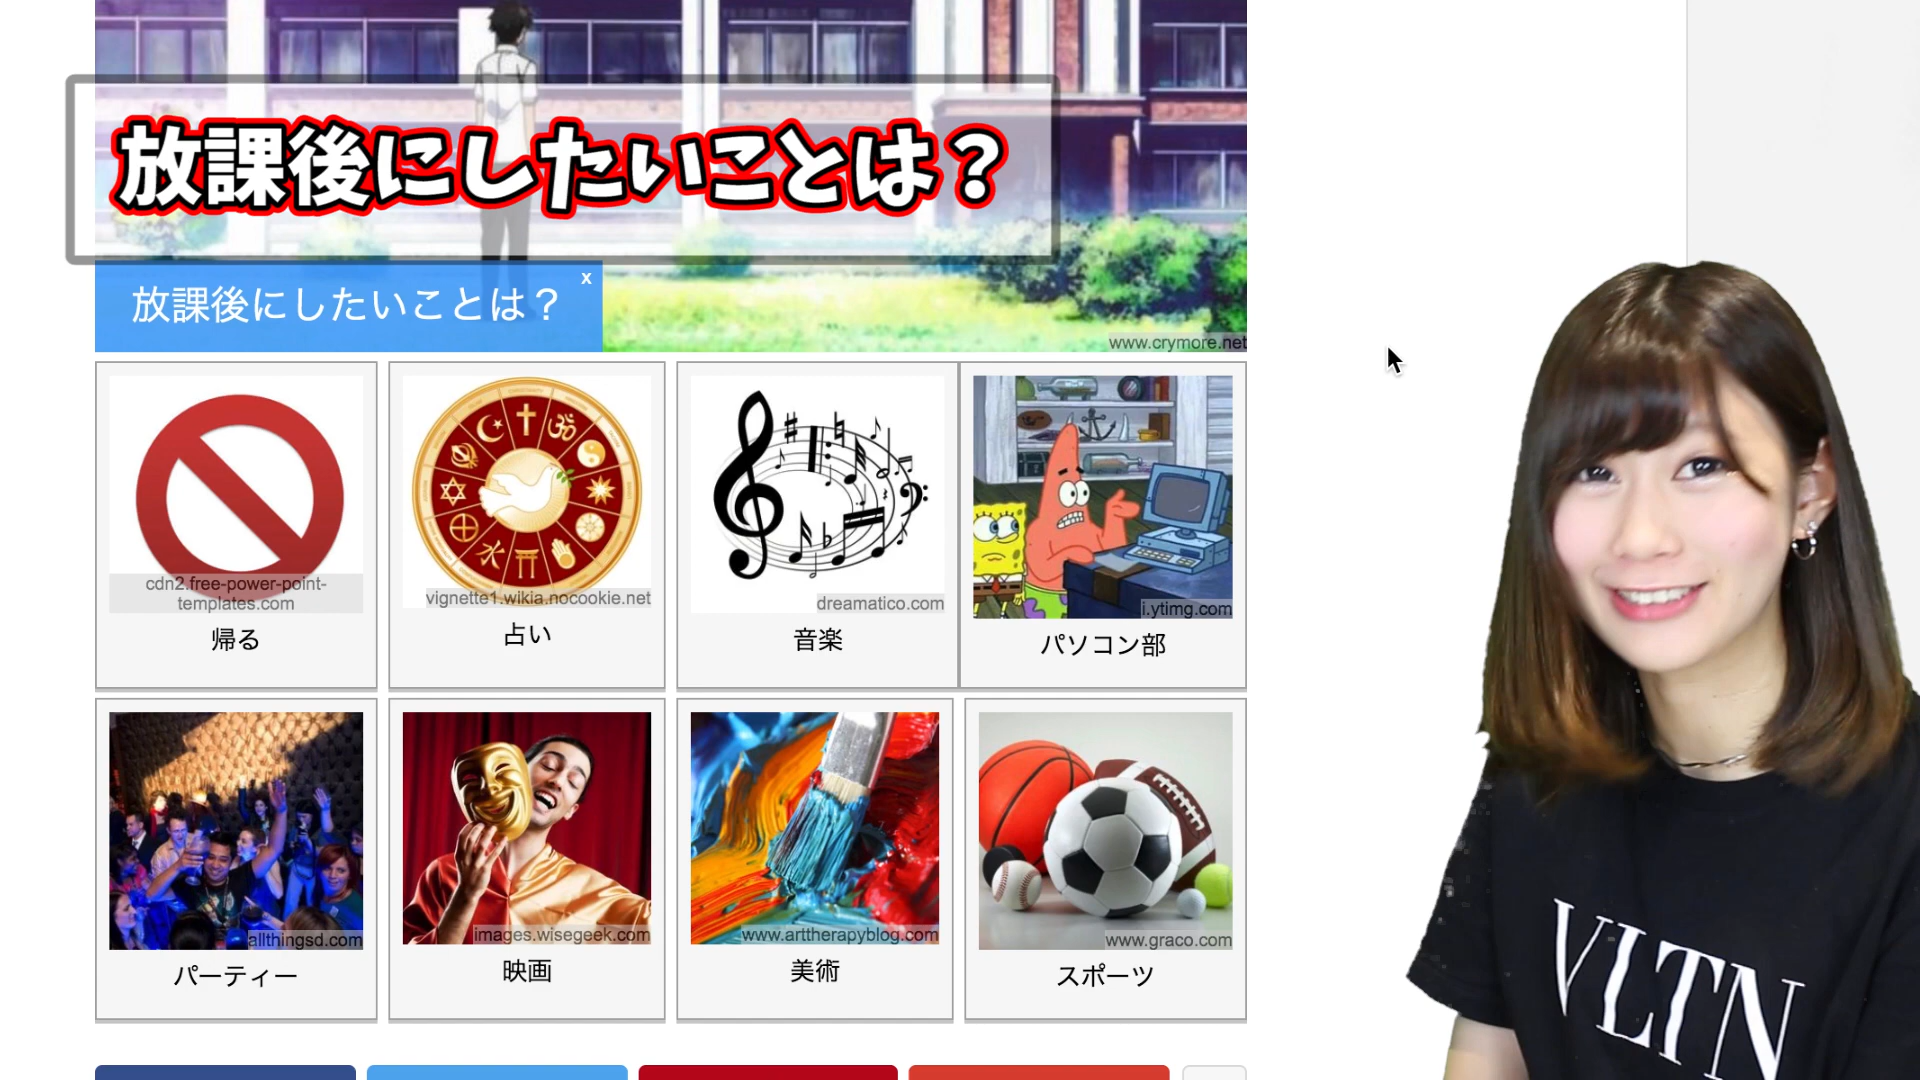 放課後にしたいことは？
放課後にしたいことは？
x
www.crymore.net
cdn2.free-power-point-
templates.com
帰る
vignette1.wikia.nocookie.net
占い
dreamatico.com
音楽
i.ytimg.com
パソコン部
allthingsd.com
パーティー
images.wisegeek.com
映画
www.arttherapyblog.com
美術
www.graco.com
スポーツ
VLTN